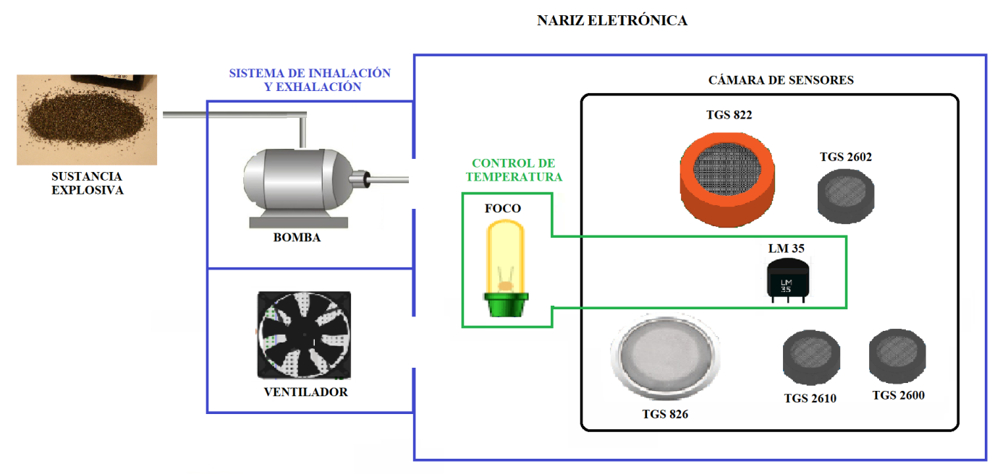 NARIZ ELETRÓNICA
SISTEMA DE INHALACIÓN
Y EXHALACIÓN
CÁMARA DE SENSORES
TGS 822
TGS 2602
CONTROL DE
TEMPERATURA
SUSTANCIA
EXPLOSIVA
FOCO
BOMBA
LM 35
LM
35
VENTILADOR
TGS 826
TGS 2610
TGS 2600